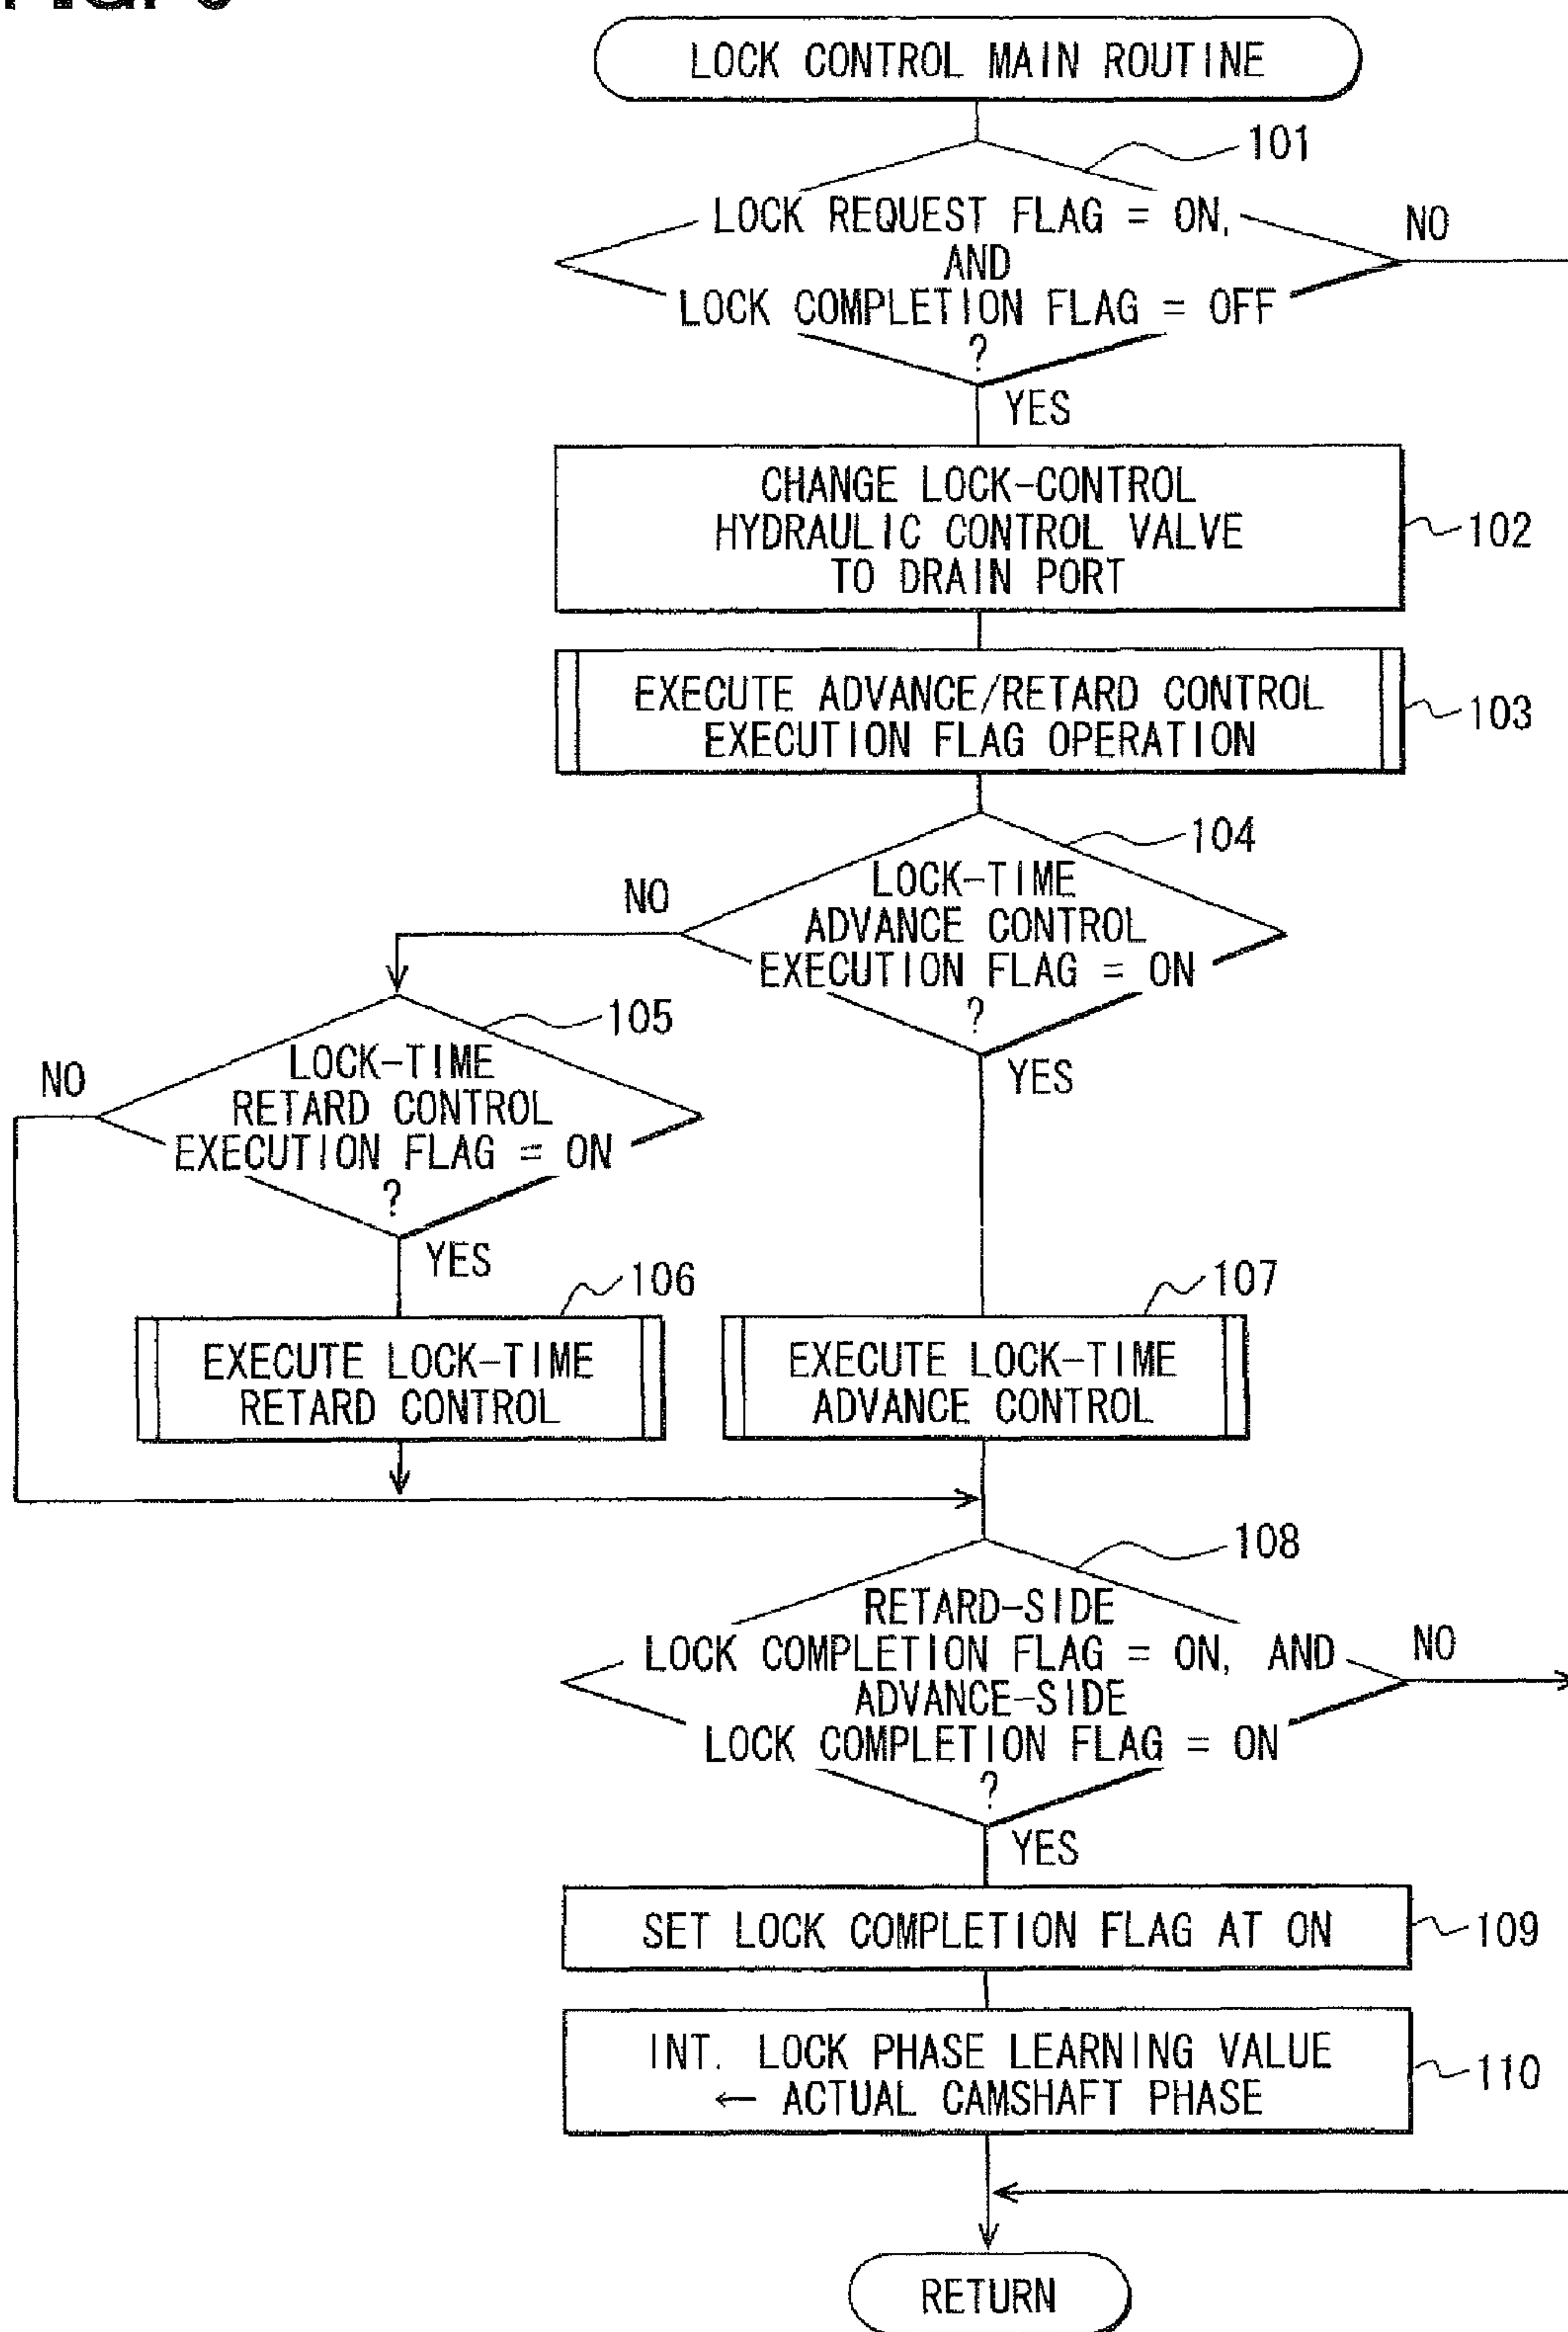 LOCK CONTROL MAIN ROUTINE
101
LOCK REQUEST FLAG = ON,
AND
LOCK COMPLETION FLAG = OFF
?
NO
YES
CHANGE LOCK-CONTROL
HYDRAULIC CONTROL VALVE
TO DRAIN PORT
102
EXECUTE ADVANCE/RETARD CONTROL
EXECUTION FLAG OPERATION
103
104
LOCK-TIME
ADVANCE CONTROL
EXECUTION FLAG = ON
?
NO
YES
105
LOCK-TIME
RETARD CONTROL
EXECUTION FLAG = ON
?
NO
YES
106
EXECUTE LOCK-TIME
RETARD CONTROL
107
EXECUTE LOCK-TIME
ADVANCE CONTROL
108
RETARD-SIDE
LOCK COMPLETION FLAG = ON, AND
ADVANCE-SIDE
LOCK COMPLETION FLAG = ON
?
NO
YES
SET LOCK COMPLETION FLAG AT ON
109
INT. LOCK PHASE LEARNING VALUE
← ACTUAL CAMSHAFT PHASE
110
RETURN